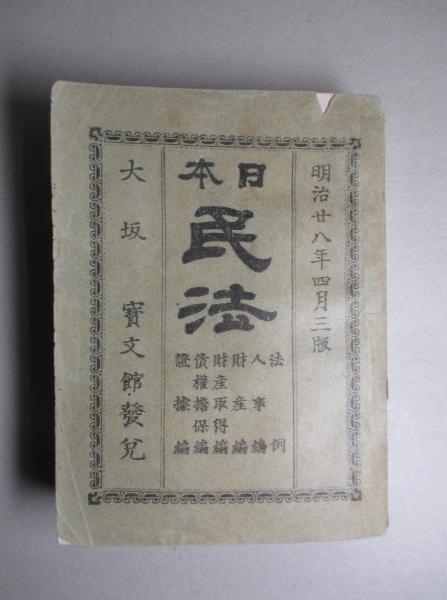 明治廿八年四月三版
日本
民法
法例
人事編
財産編
財産取得編
債權擔保編
證據編
大坂 寶文館發兌